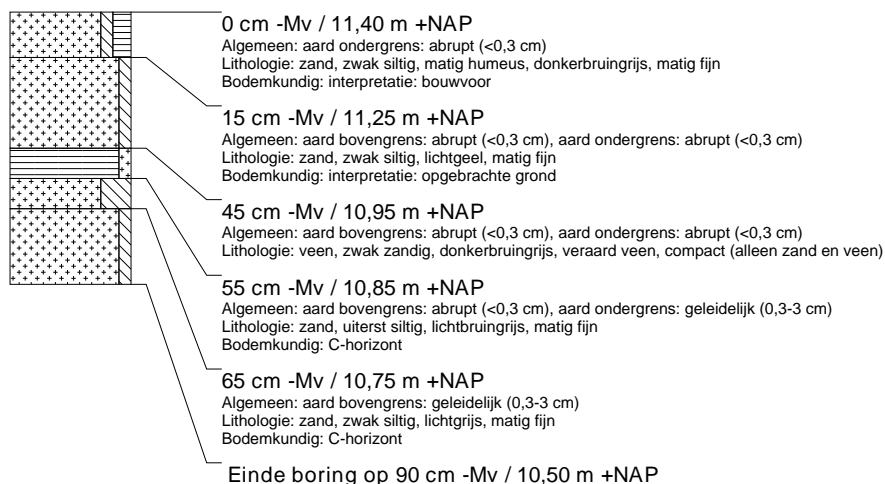 0 cm -Mv / 11,40 m +NAP
Algemeen: aard ondergrens: abrupt (<0,3 cm)
Lithologie: zand, zwak siltig, matig humeus, donkerbruingrijs, matig fijn
Bodemkundig: interpretatie: bouwvoor
15 cm -Mv / 11,25 m +NAP
Algemeen: aard bovengrens: abrupt (<0,3 cm), aard ondergrens: abrupt (<0,3 cm)
Lithologie: zand, zwak siltig, lichtgeel, matig fijn
Bodemkundig: interpretatie: opgebrachte grond
45 cm -Mv / 10,95 m +NAP
Algemeen: aard bovengrens: abrupt (<0,3 cm), aard ondergrens: abrupt (<0,3 cm)
Lithologie: veen, zwak zandig, donkerbruingrijs, veraard veen, compact (alleen zand en veen)
55 cm -Mv / 10,85 m +NAP
Algemeen: aard bovengrens: abrupt (<0,3 cm), aard ondergrens: geleidelijk (0,3-3 cm)
Lithologie: zand, uiterst siltig, lichtbruingrijs, matig fijn
Bodemkundig: C-horizont
65 cm -Mv / 10,75 m +NAP
Algemeen: aard bovengrens: geleidelijk (0,3-3 cm)
Lithologie: zand, zwak siltig, lichtgrijs, matig fijn
Bodemkundig: C-horizont
Einde boring op 90 cm -Mv / 10,50 m +NAP